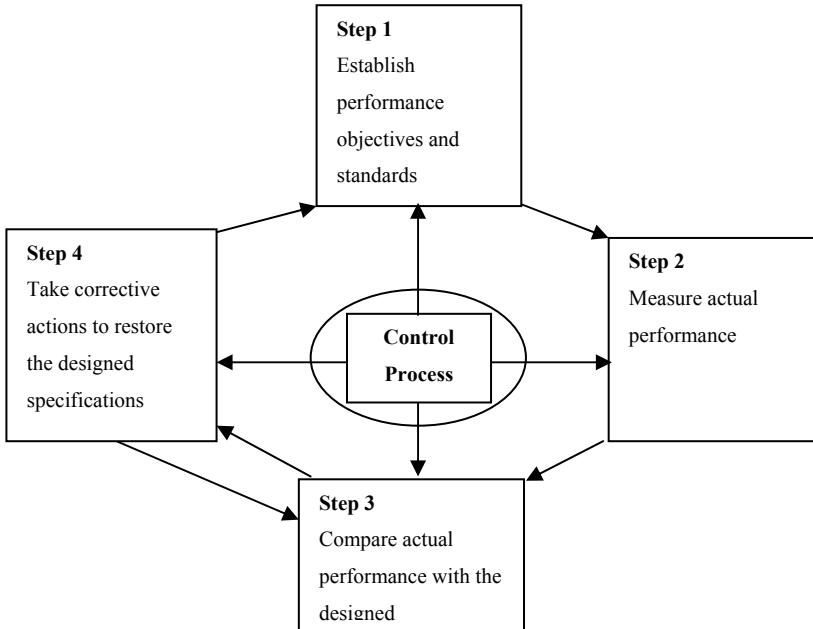 Step 1
Establish
performance
objectives and
standards
Step 4
Take corrective
actions to restore
the designed
specifications
Control
Process
Step 2
Measure actual
performance
Step 3
Compare actual
performance with the
designed